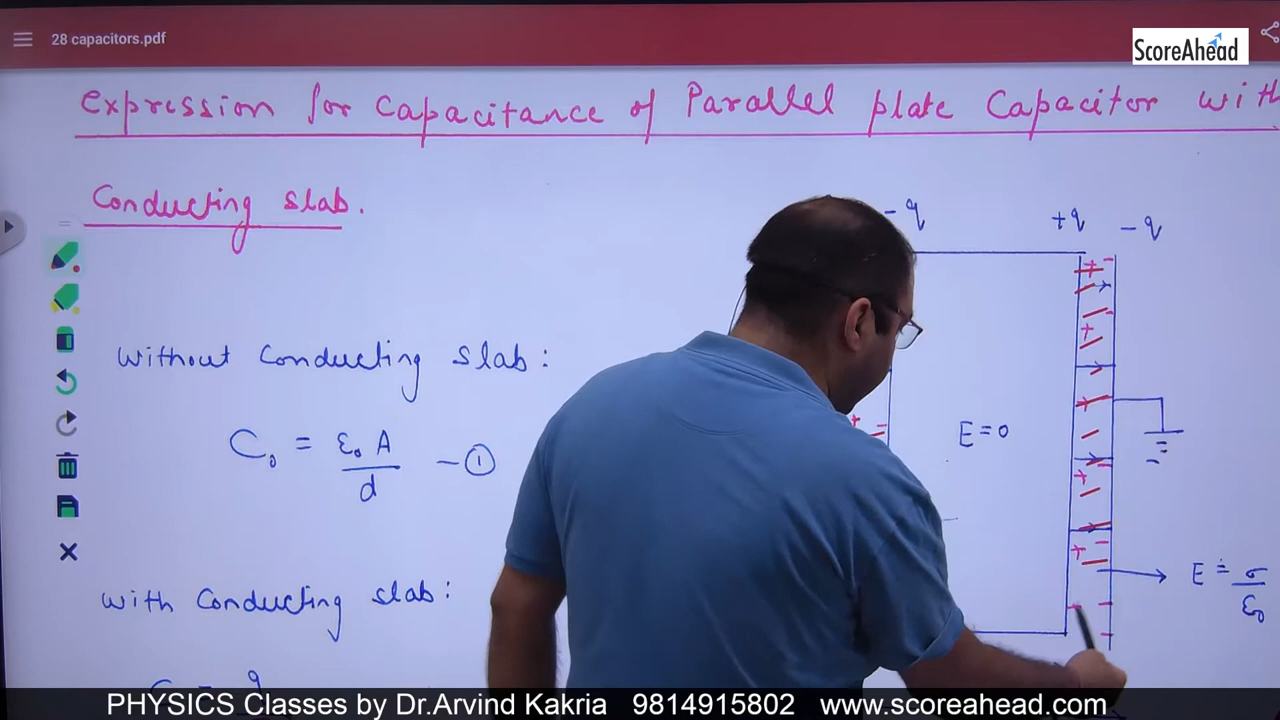 28 capacitors.pdf
ScoreAhead
Expression for Capacitance of Parallel plate Capacitor with
Conducting slab.
- q
+q
- q
without Conducting slab :
C₀ = ε₀ A / d - ①
E = 0
with Conducting slab :
E = σ / ε₀
PHYSICS Classes by Dr.Arvind Kakria 9814915802 www.scoreahead.com